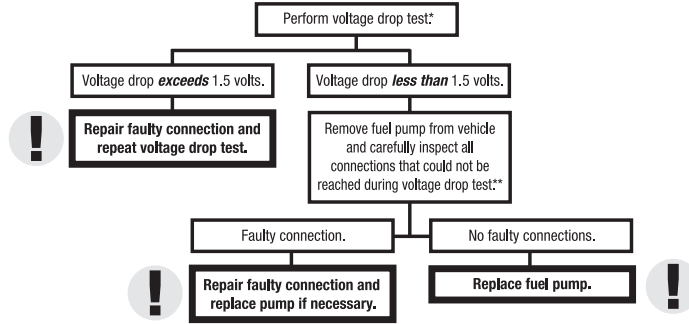 Perform voltage drop test.*
Voltage drop exceeds 1.5 volts.
Voltage drop less than 1.5 volts.
!
Repair faulty connection and
repeat voltage drop test.
Remove fuel pump from vehicle
and carefully inspect all
connections that could not be
reached during voltage drop test.**
Faulty connection.
No faulty connections.
!
Repair faulty connection and
replace pump if necessary.
Replace fuel pump.
!